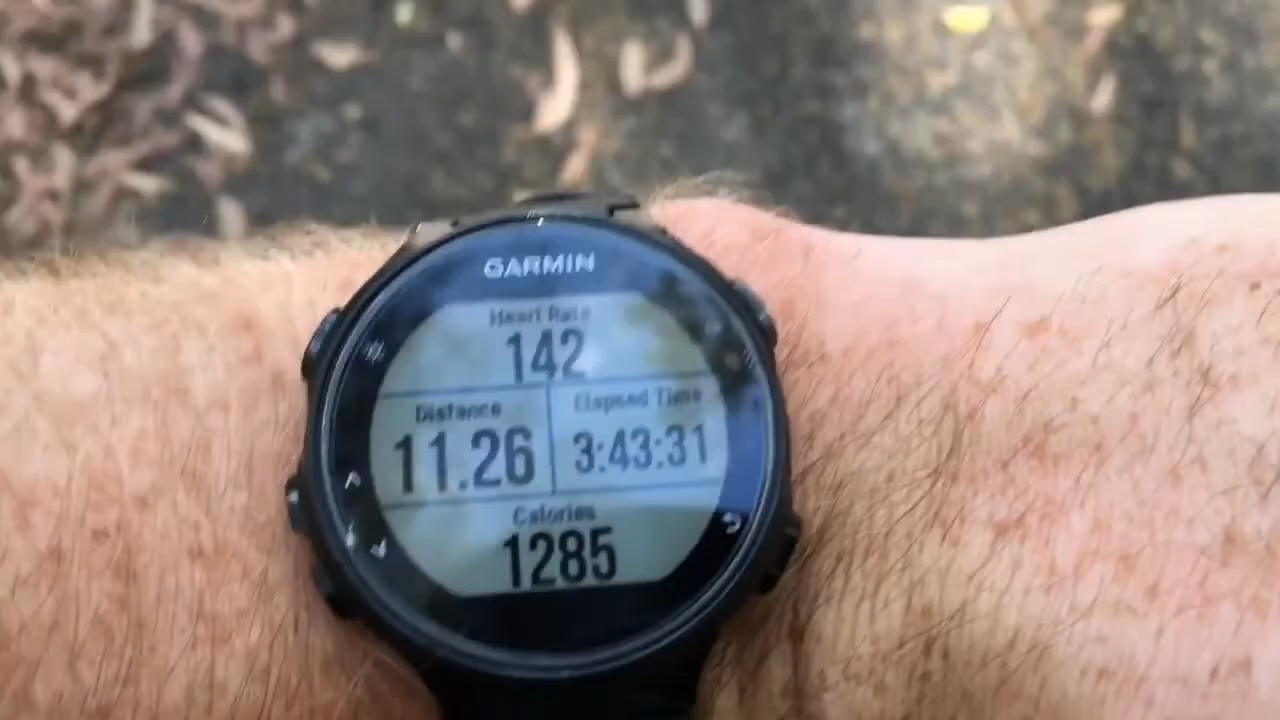 GARMIN
Heart Rate
142
Distance
Elapsed Time
11.26
3:43:31
Calories
1285